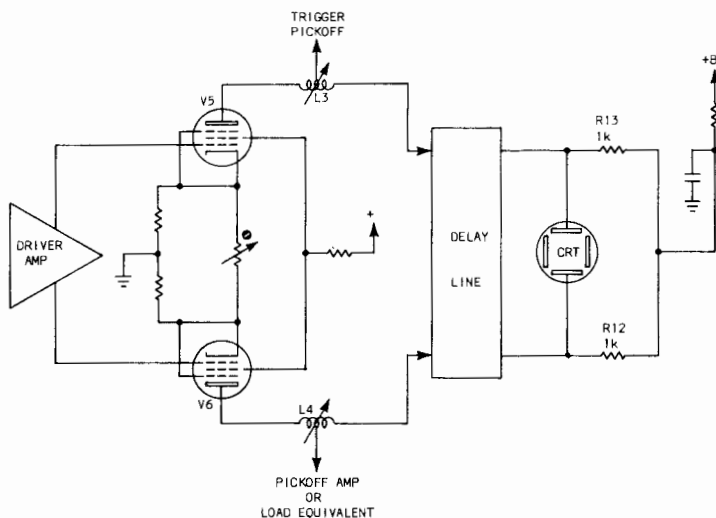 TRIGGER
PICKOFF
V5
L3
+B
R13
1k
DRIVER
AMP
+
DELAY
LINE
CRT
R12
1k
V6
L4
PICKOFF AMP
OR
LOAD EQUIVALENT